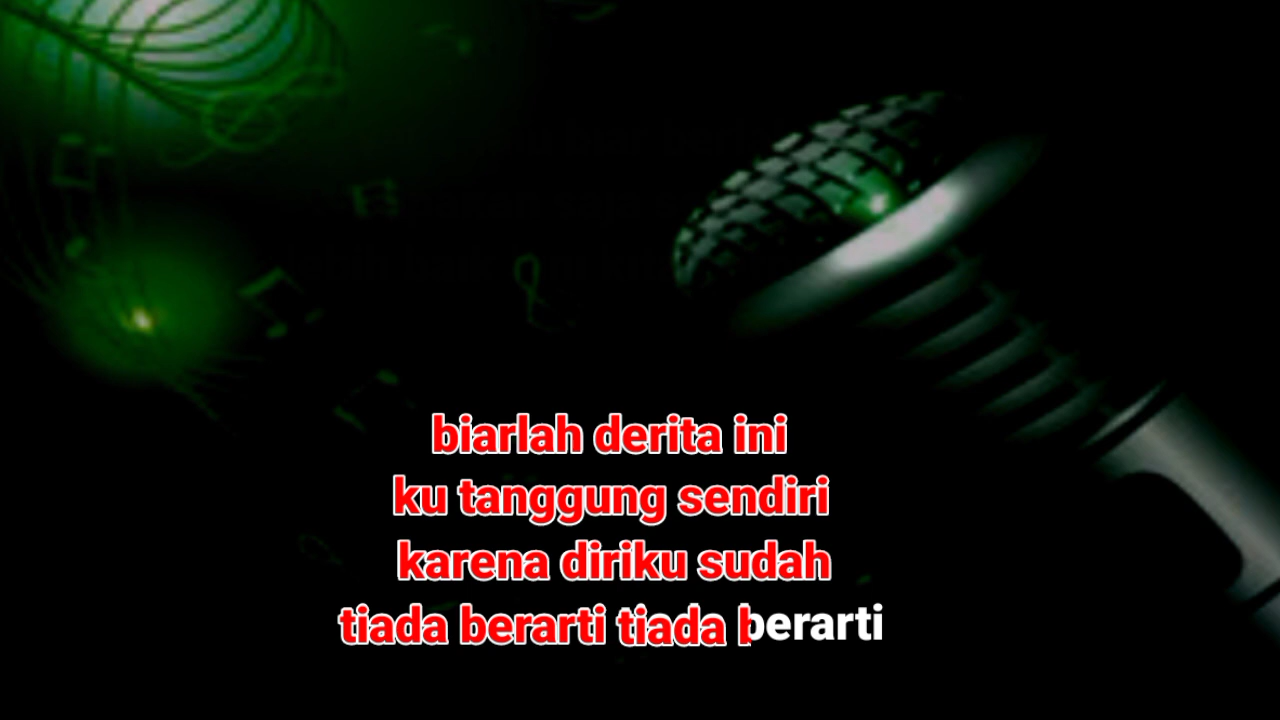 biarlah derita ini
ku tanggung sendiri
karena diriku sudah
tiada berarti tiada berarti